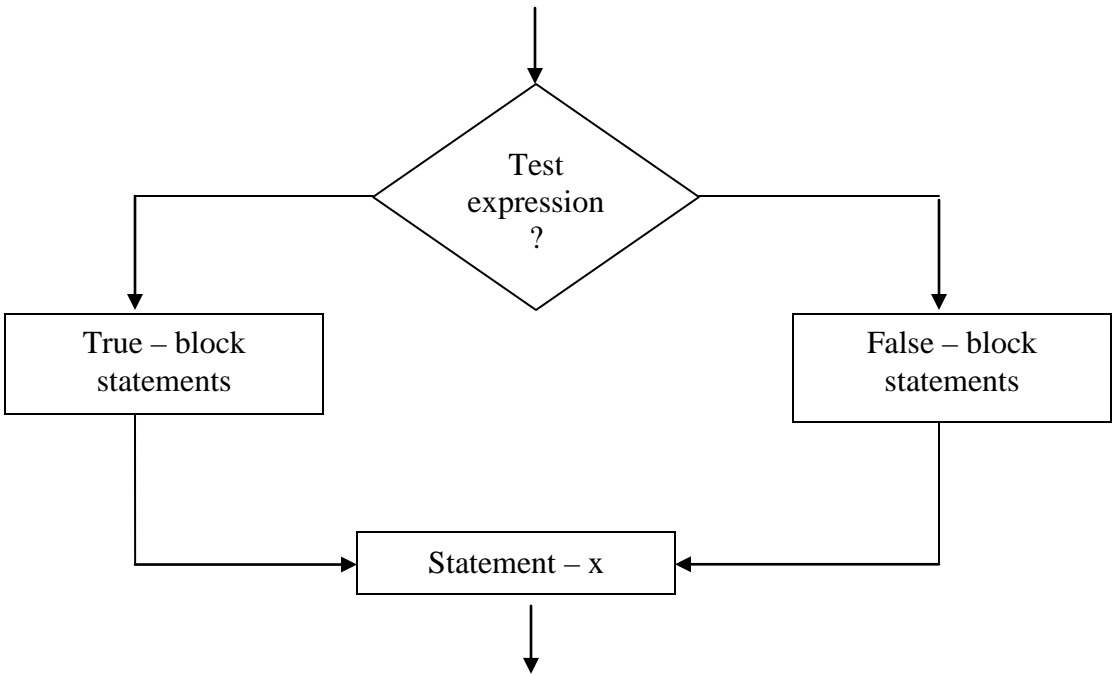 Test
expression
?
True – block
statements
False – block
statements
Statement – x